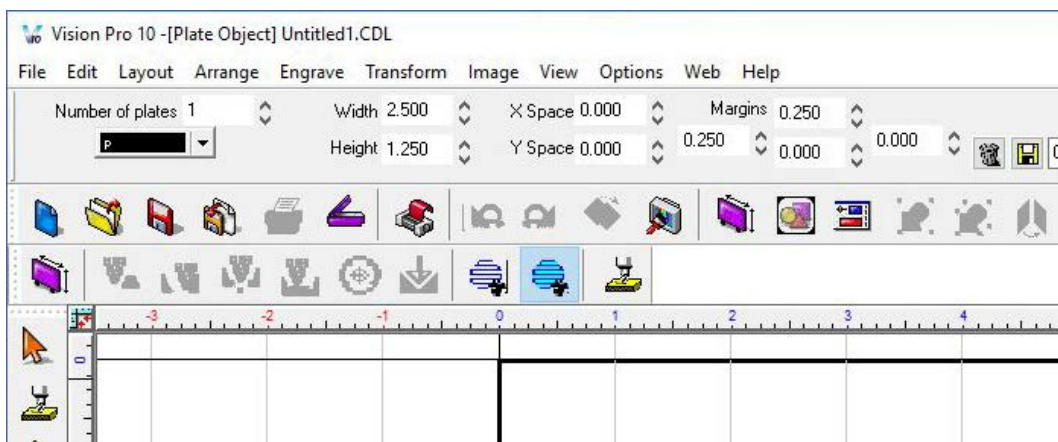 Vision Pro 10 -[Plate Object] Untitled1.CDL
File Edit Layout Arrange Engrave Transform Image View Options Web Help
Number of plates 1 Width 2.500 X Space 0.000 Margins 0.250
P Height 1.250 Y Space 0.000 0.250 0.000 0.000
-3 -2 -1 0 1 2 3 4
0